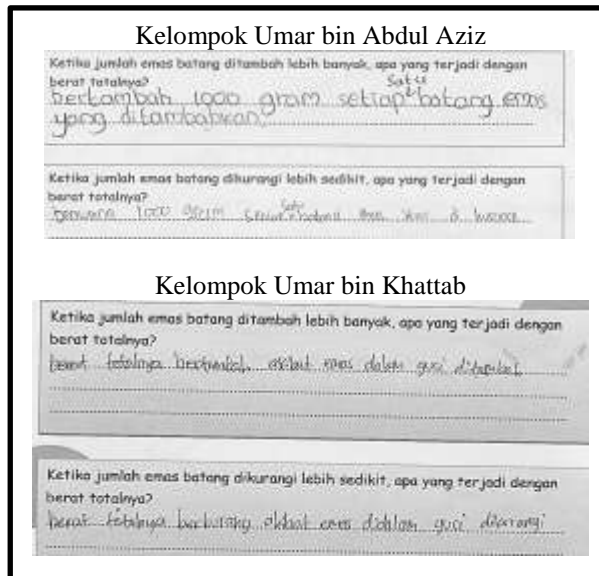 Kelompok Umar bin Abdul Aziz
Ketika jumlah emas batang ditambah lebih banyak, apa yang terjadi dengan
berat totalnya?
bertambah 1000 gram setiap satu batang emas
yang ditambahkan
Ketika jumlah emas batang dikurangi lebih sedikit, apa yang terjadi dengan
berat totalnya?
1000 gram satu
Kelompok Umar bin Khattab
Ketika jumlah emas batang ditambah lebih banyak, apa yang terjadi dengan
berat totalnya?
berat totalnya bertambah akibat emas dalam guci ditambah
Ketika jumlah emas batang dikurangi lebih sedikit, apa yang terjadi dengan
berat totalnya?
berat totalnya berkurang akibat emas didalam guci